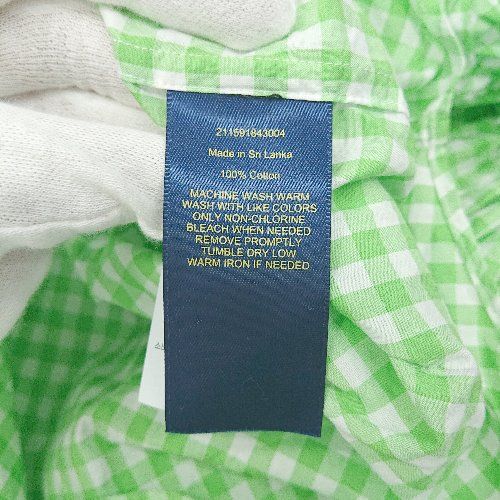 211591843004
Made in Sri Lanka
100% Cotton
MACHINE WASH WARM
WASH WITH LIKE COLORS
ONLY NON-CHLORINE
BLEACH WHEN NEEDED
REMOVE PROMPTLY
TUMBLE DRY LOW
WARM IRON IF NEEDED